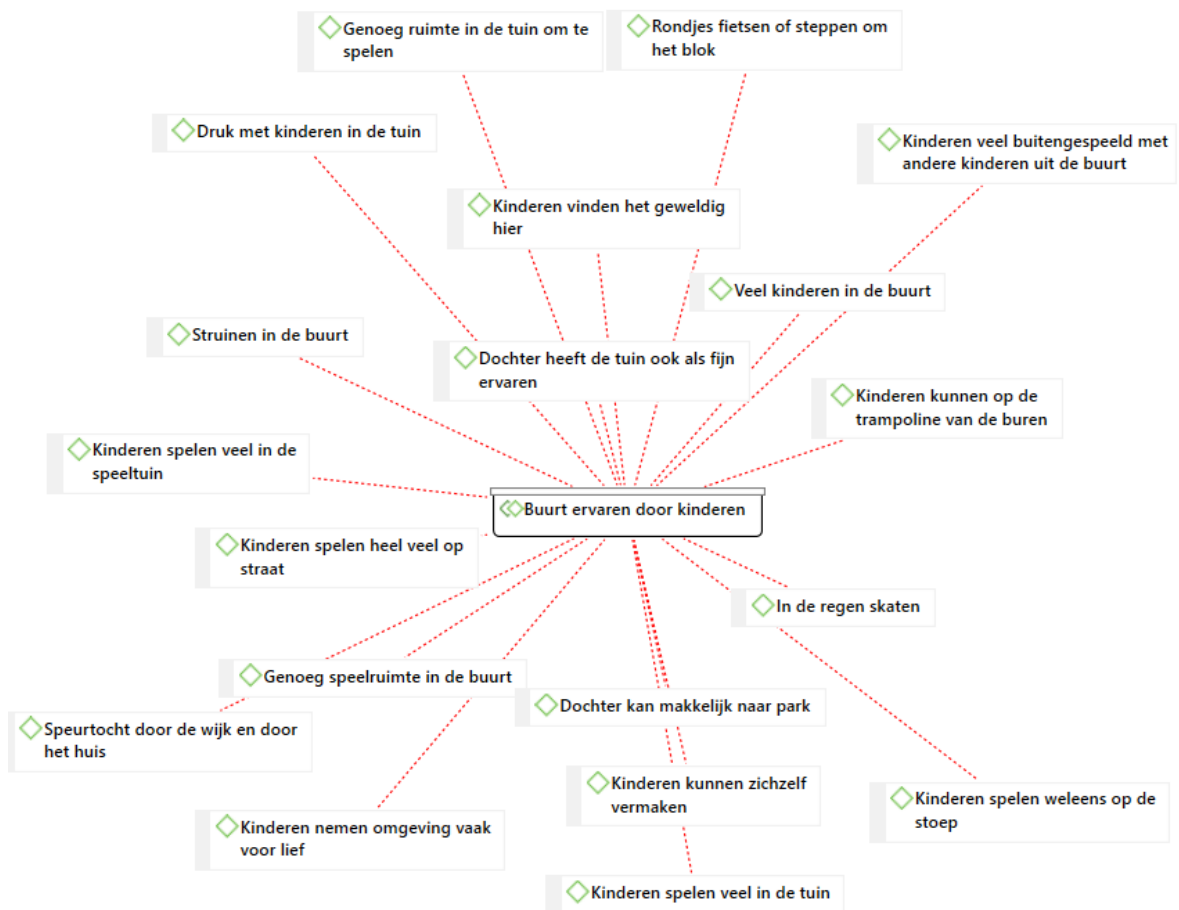 Genoeg ruimte in de tuin om te
spelen
Rondjes fietsen of steppen om
het blok
Druk met kinderen in de tuin
Kinderen veel buitengespeeld met
andere kinderen uit de buurt
Kinderen vinden het geweldig
hier
Veel kinderen in de buurt
Struinen in de buurt
Dochter heeft de tuin ook als fijn
ervaren
Kinderen kunnen op de
trampoline van de buren
Kinderen spelen veel in de
speeltuin
Buurt ervaren door kinderen
Kinderen spelen heel veel op
straat
In de regen skaten
Genoeg speelruimte in de buurt
Dochter kan makkelijk naar park
Speurtocht door de wijk en door
het huis
Kinderen kunnen zichzelf
vermaken
Kinderen spelen weleens op de
stoep
Kinderen nemen omgeving vaak
voor lief
Kinderen spelen veel in de tuin